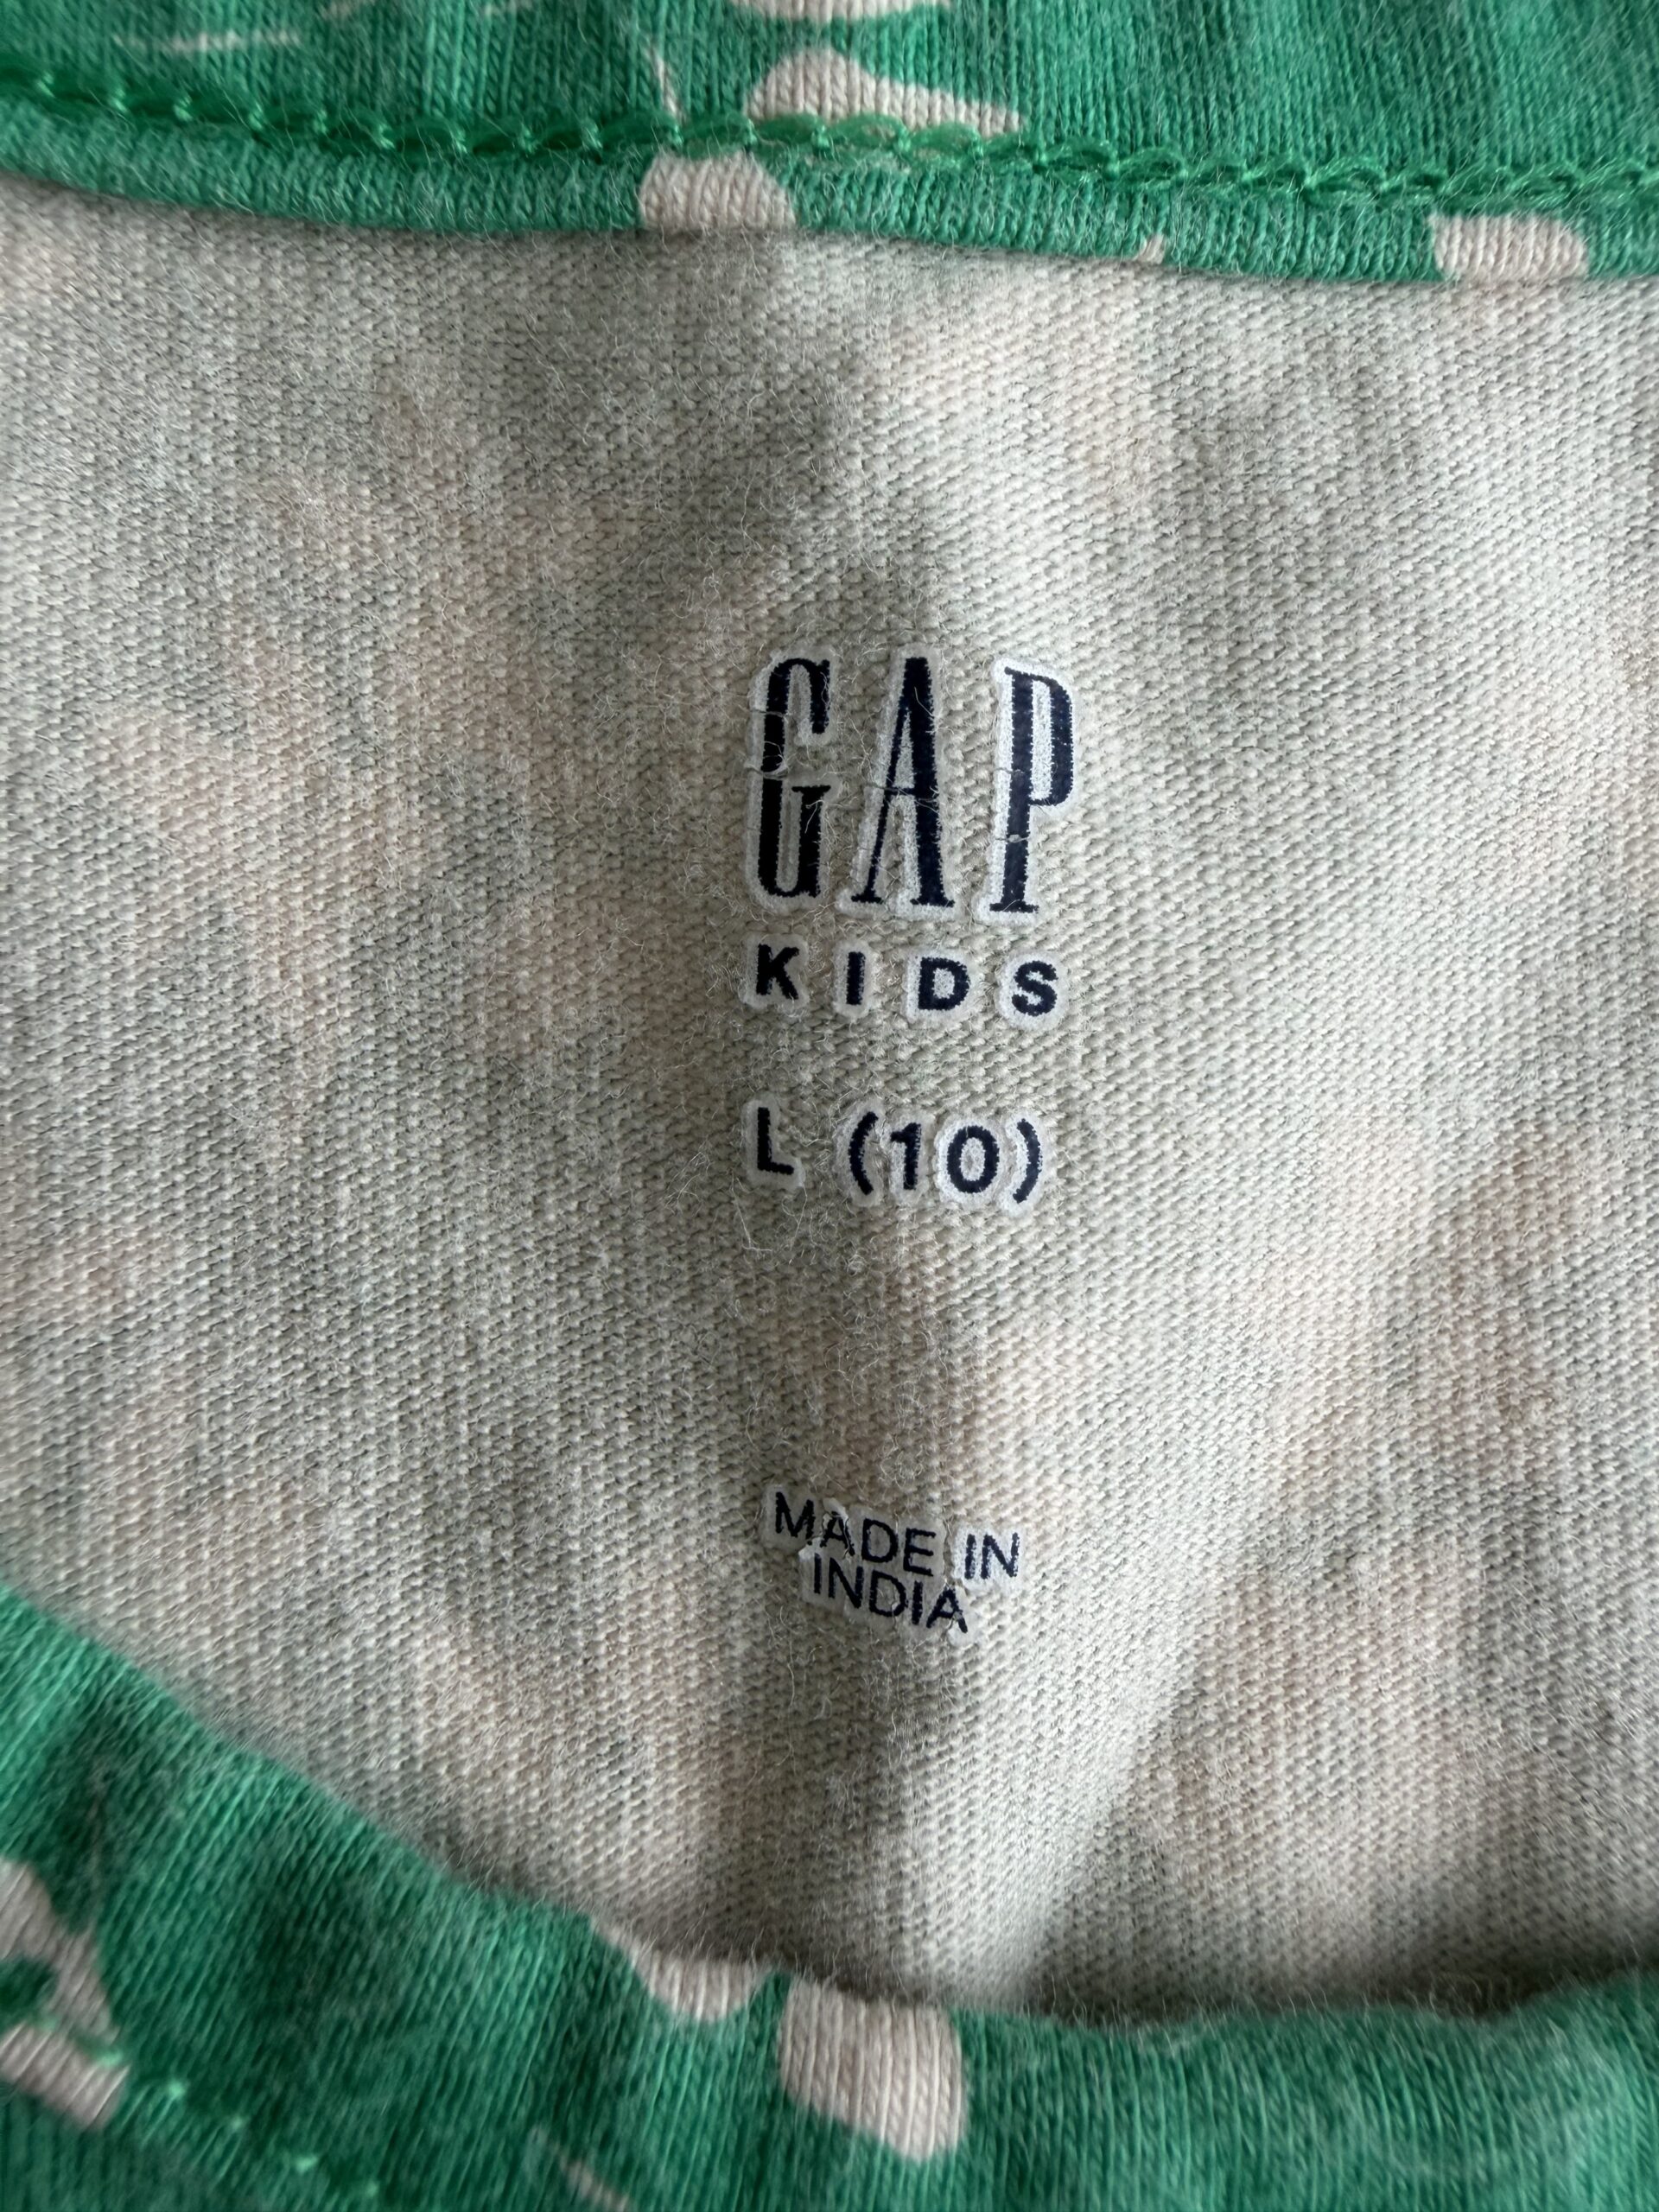 GAP
KIDS
L (10)
MADE IN
INDIA